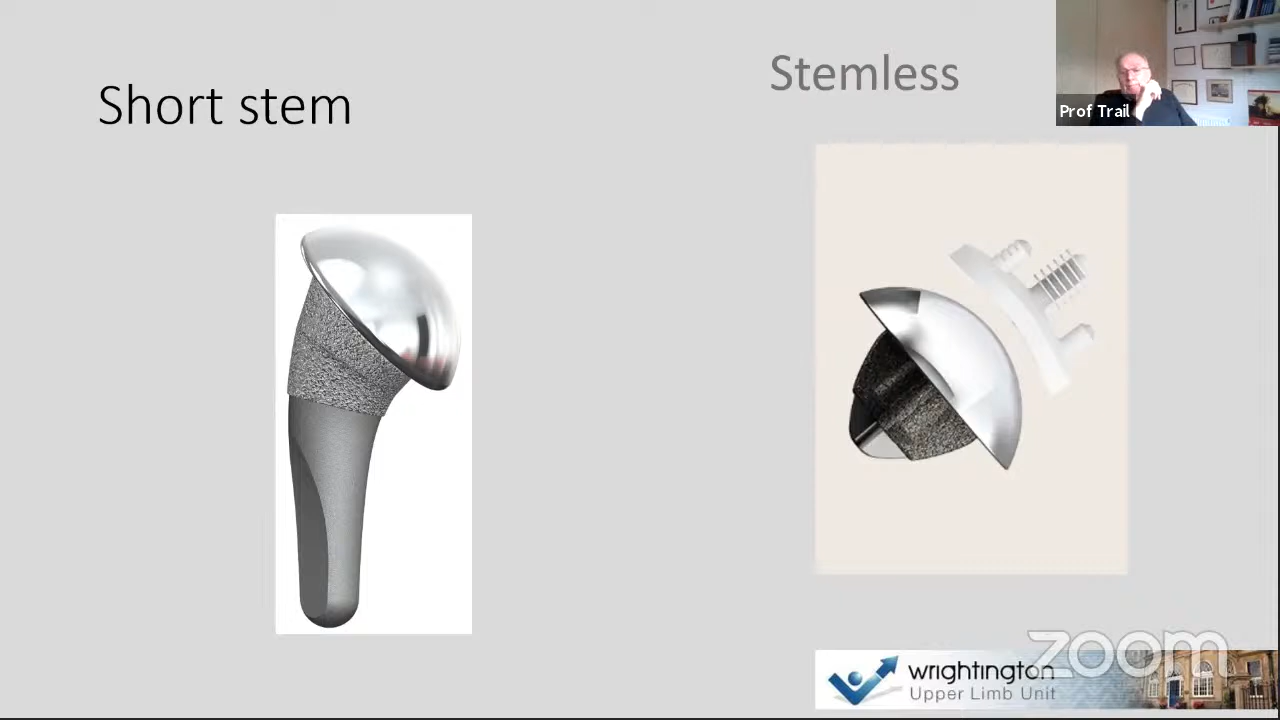 Short stem
Stemless
Prof Trail
zoom
wrightington
Upper Limb Unit